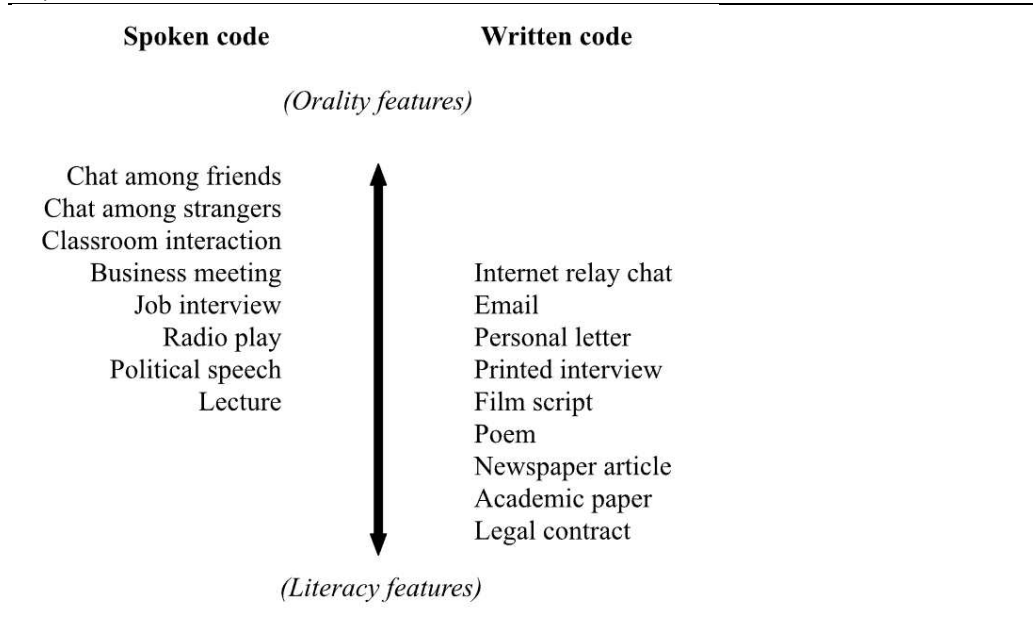 Spoken code Written code
(Orality features)
Chat among friends
Chat among strangers
Classroom interaction
Business meeting Internet relay chat
Job interview Email
Radio play Personal letter
Political speech Printed interview
Lecture Film script
Poem
Newspaper article
Academic paper
Legal contract
(Literacy features)